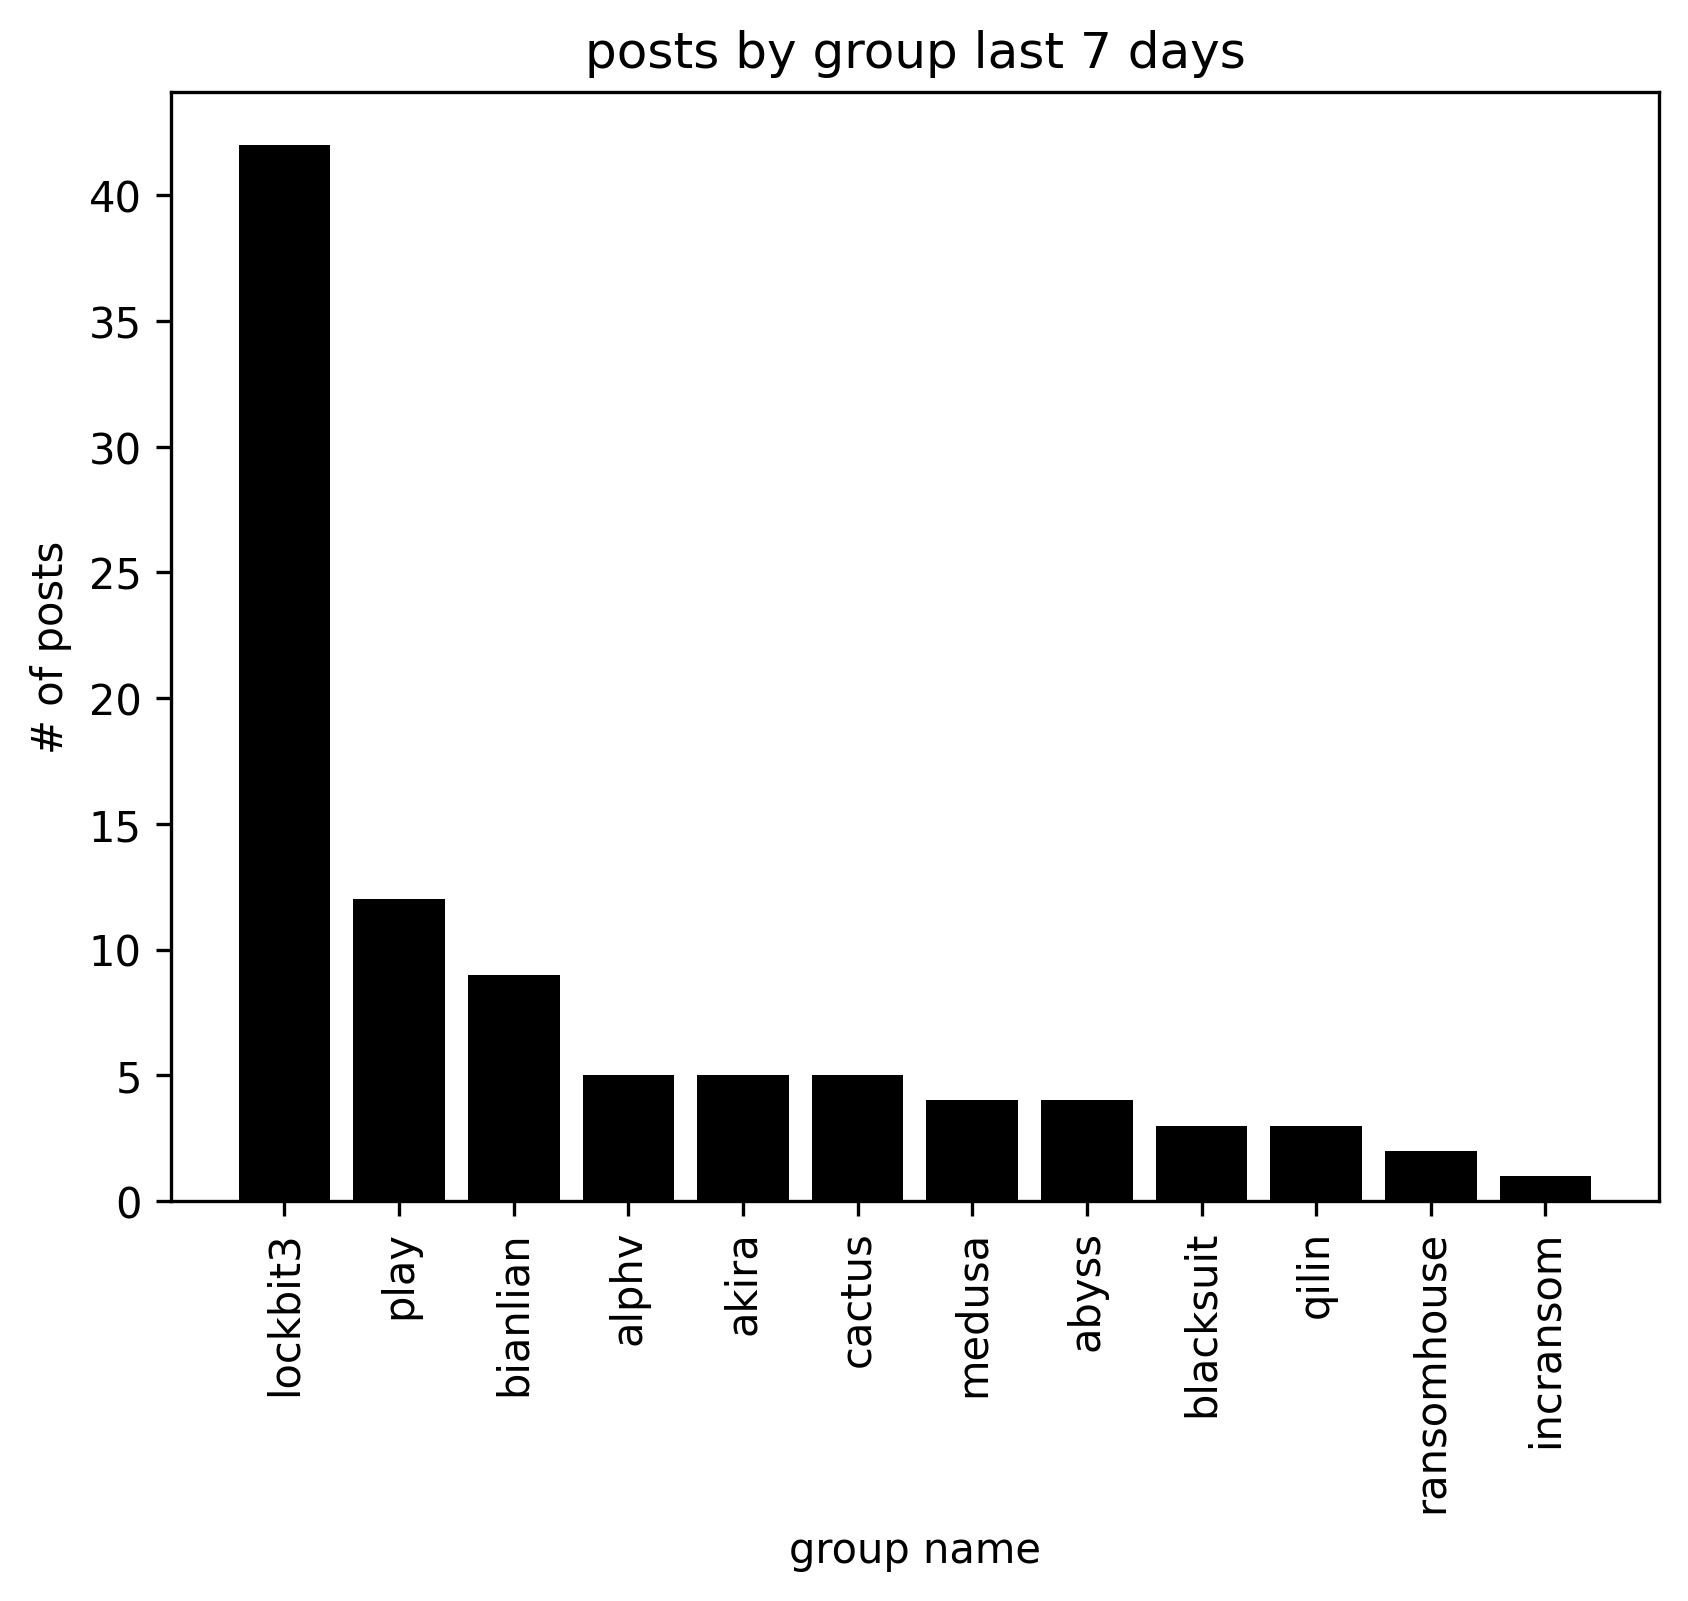 posts by group last 7 days
# of posts
40
35
30
25
20
15
10
5
0
lockbit3
play
bianlian
alphv
akira
cactus
medusa
abyss
blacksuit
qilin
ransomhouse
incransom
group name